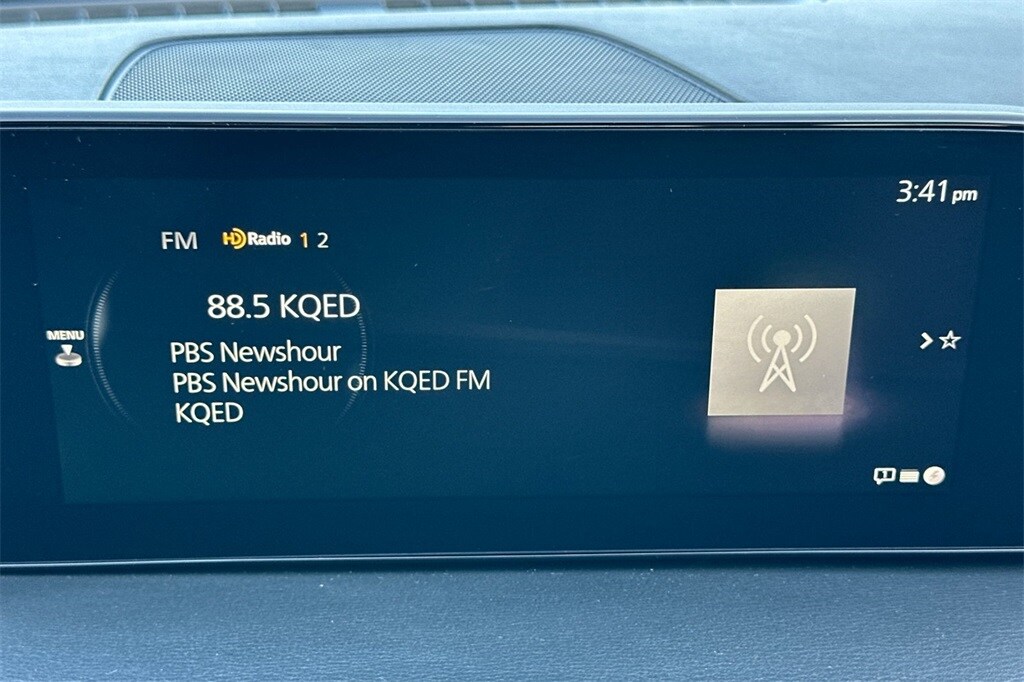 3:41 pm
FM HD Radio 1 2
88.5 KQED
MENU
PBS Newshour
PBS Newshour on KQED FM
KQED